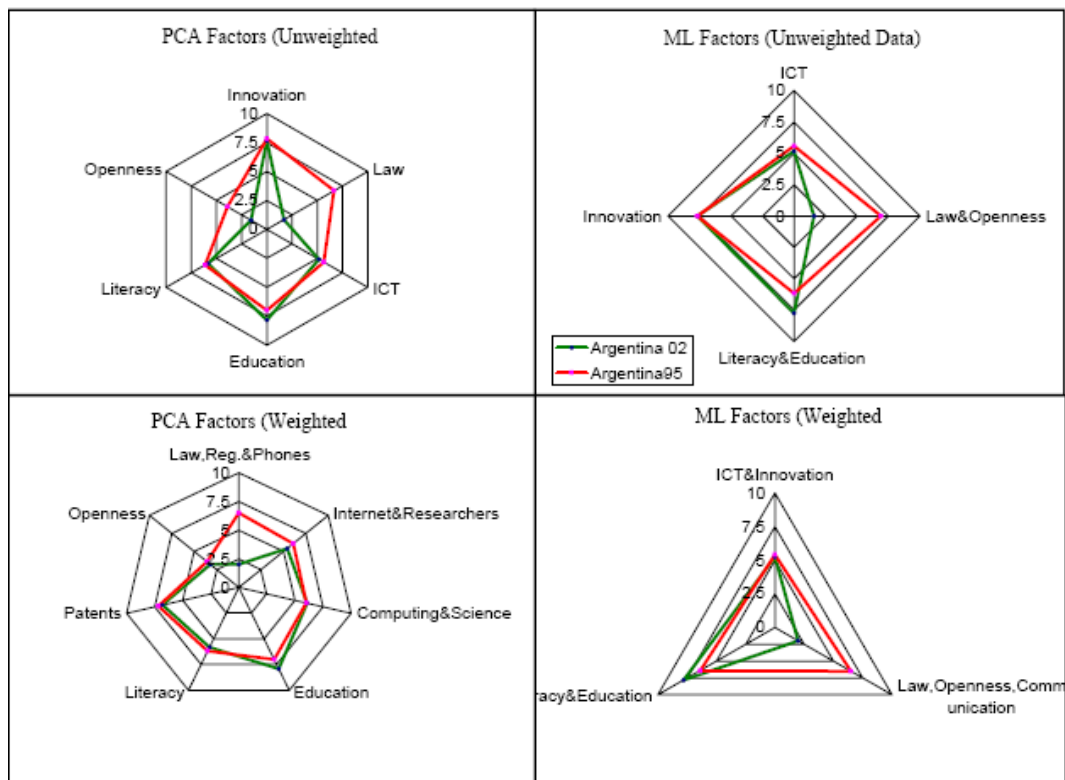 PCA Factors (Unweighted
Innovation
10
7.5
5
2.5
0
Openness
Law
Literacy
ICT
Education
ML Factors (Unweighted Data)
ICT
10
7.5
5
2.5
0
Innovation
Law&Openness
Literacy&Education
Argentina 02
Argentina95
PCA Factors (Weighted
Law,Reg.&Phones
10
7.5
5
2.5
0
Openness
Internet&Researchers
Patents
Computing&Science
Literacy
Education
ML Factors (Weighted
ICT&Innovation
10
7.5
5
2.5
0
racy&Education
Law,Openness,Comm
unication